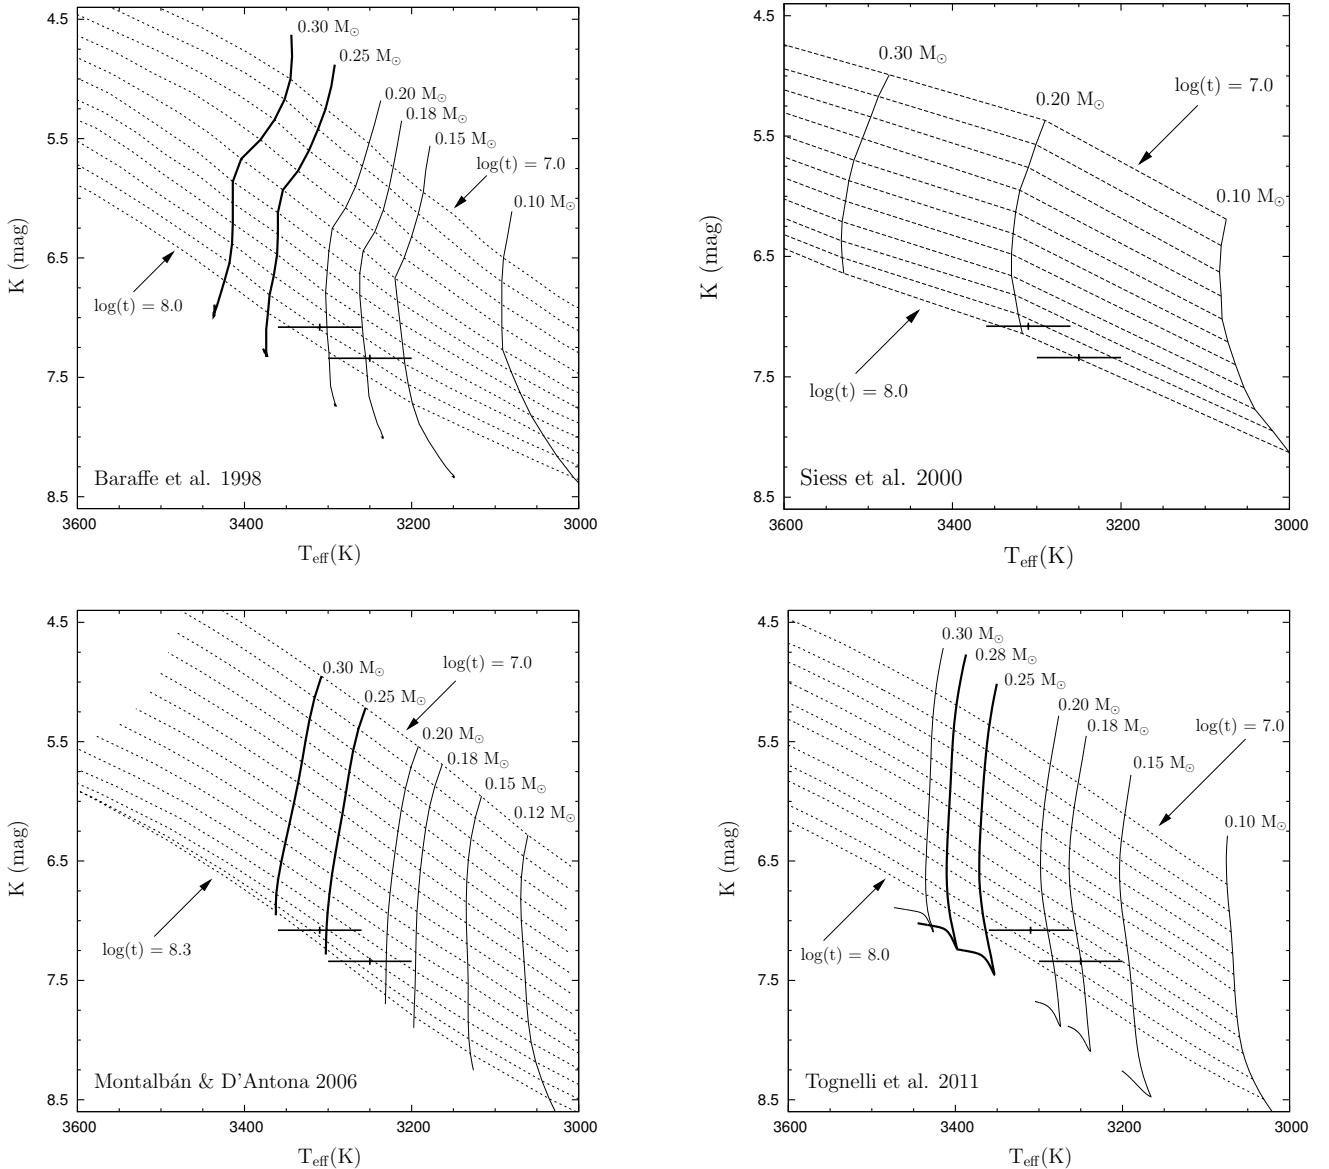 4.5
5.5
6.5
7.5
8.5
K (mag)
0.30 M⊙
0.25 M⊙
0.20 M⊙
0.18 M⊙
0.15 M⊙
log(t) = 7.0
0.10 M⊙
log(t) = 8.0
Baraffe et al. 1998
3600
3400
3200
3000
Teff(K)
4.5
5.5
6.5
7.5
8.5
K (mag)
0.30 M⊙
log(t) = 7.0
0.20 M⊙
0.10 M⊙
log(t) = 8.0
Siess et al. 2000
3600
3400
3200
3000
Teff(K)
4.5
5.5
6.5
7.5
8.5
K (mag)
0.30 M⊙
log(t) = 7.0
0.25 M⊙
0.20 M⊙
0.18 M⊙
0.15 M⊙
0.12 M⊙
log(t) = 8.3
Montalbán & D'Antona 2006
3600
3400
3200
3000
Teff(K)
4.5
5.5
6.5
7.5
8.5
K (mag)
0.30 M⊙
0.28 M⊙
0.25 M⊙
0.20 M⊙
0.18 M⊙
log(t) = 7.0
0.15 M⊙
0.10 M⊙
log(t) = 8.0
Tognelli et al. 2011
3600
3400
3200
3000
Teff(K)